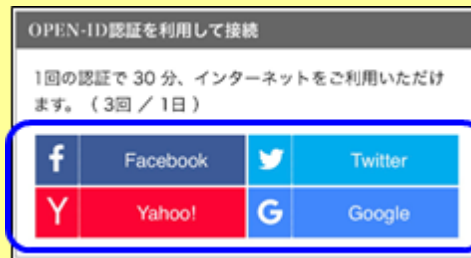 OPEN-ID認証を利用して接続
1回の認証で 30 分、インターネットをご利用いただけ
ます。（ 3回 ／ 1日 ）
f Facebook Twitter
Y Yahoo! G Google